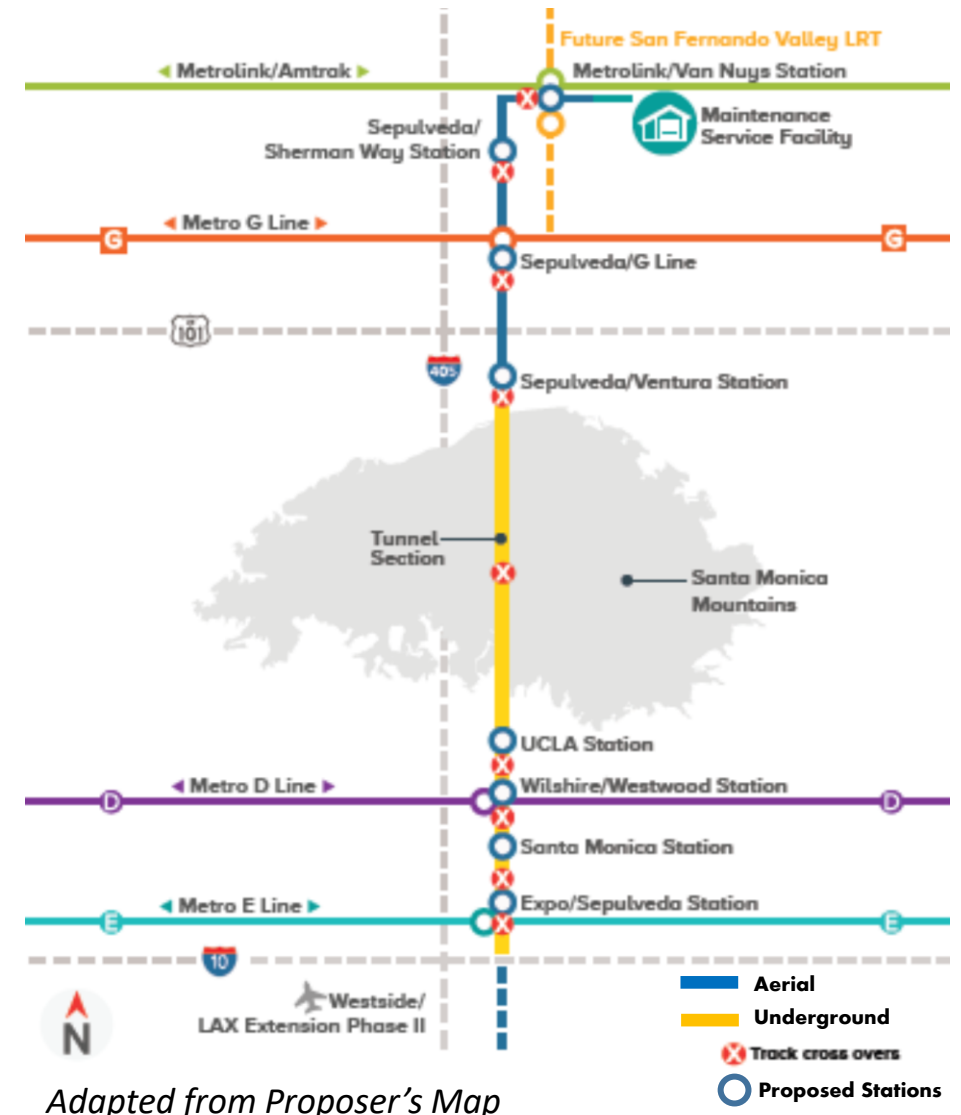 Future San Fernando Valley LRT
◄ Metrolink/Amtrak ►
Metrolink/Van Nuys Station
X
Maintenance
Service Facility
Sepulveda/
Sherman Way Station
X
◄ Metro G Line ►
G
G
Sepulveda/G Line
X
101
405
Sepulveda/Ventura Station
X
Tunnel
Section
X
Santa Monica
Mountains
UCLA Station
X
◄ Metro D Line ►
Wilshire/Westwood Station
D
D
X
Santa Monica Station
X
◄ Metro E Line ►
Expo/Sepulveda Station
E
X
E
10
Westside/
LAX Extension Phase II
N
Aerial
Underground
X Track cross overs
Proposed Stations
Adapted from Proposer's Map